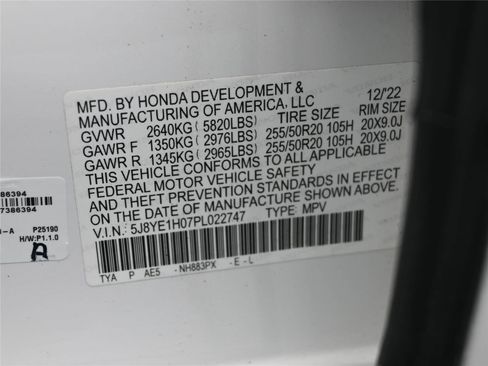 MFD. BY HONDA DEVELOPMENT & 12/22
MANUFACTURING OF AMERICA, LLC
GVWR 2640KG( 5820LBS) TIRE SIZE RIM SIZE
GAWR F 1350KG( 2976LBS) 255/50R20 105H 20X9.0J
GAWR R 1345KG( 2965LBS) 255/50R20 105H 20X9.0J
THIS VEHICLE CONFORMS TO ALL APPLICABLE
FEDERAL MOTOR VEHICLE SAFETY
AND THEFT PREVENTION STANDARDS IN EFFECT
ON THE DATE OF MANUFACTURE SHOWN ABOVE.
V.I.N.: 5J8YE1H07PL022747 TYPE: MPV
TYA P AE5 -NH883PX -E-L
86394
7386394
-A P25190
H/W:P1.1.0
A